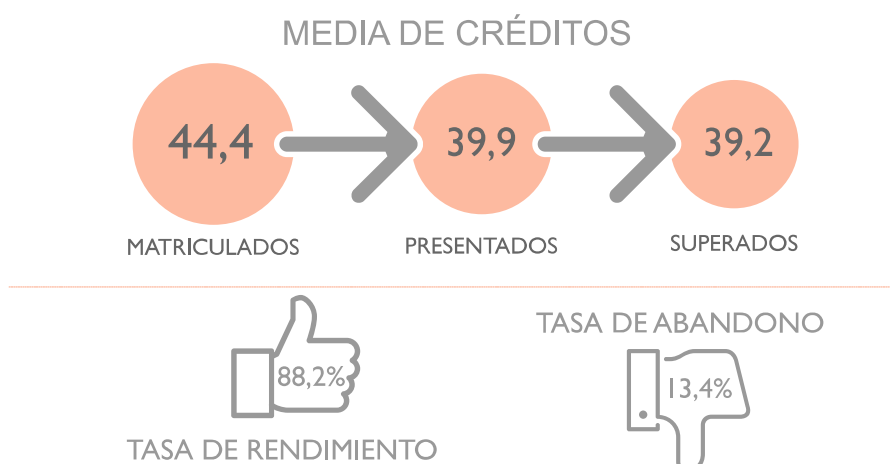 MEDIA DE CRÉDITOS
44,4
39,9
39,2
MATRICULADOS
PRESENTADOS
SUPERADOS
TASA DE ABANDONO
88,2%
13,4%
TASA DE RENDIMIENTO